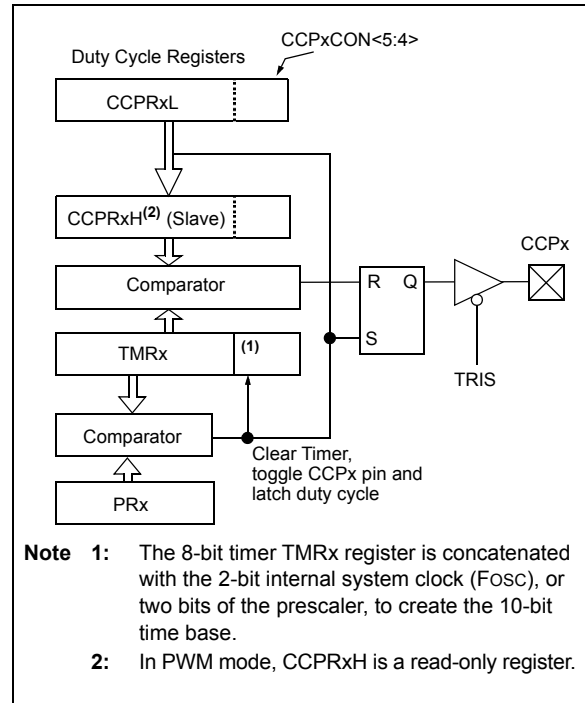 CCPxCON<5:4>
Duty Cycle Registers
CCPRxL
CCPRxH(2) (Slave)
CCPx
Comparator
R Q
TMRx (1)
S
TRIS
Comparator
Clear Timer,
toggle CCPx pin and
latch duty cycle
PRx
Note 1: The 8-bit timer TMRx register is concatenated
with the 2-bit internal system clock (FOSC), or
two bits of the prescaler, to create the 10-bit
time base.
2: In PWM mode, CCPRxH is a read-only register.